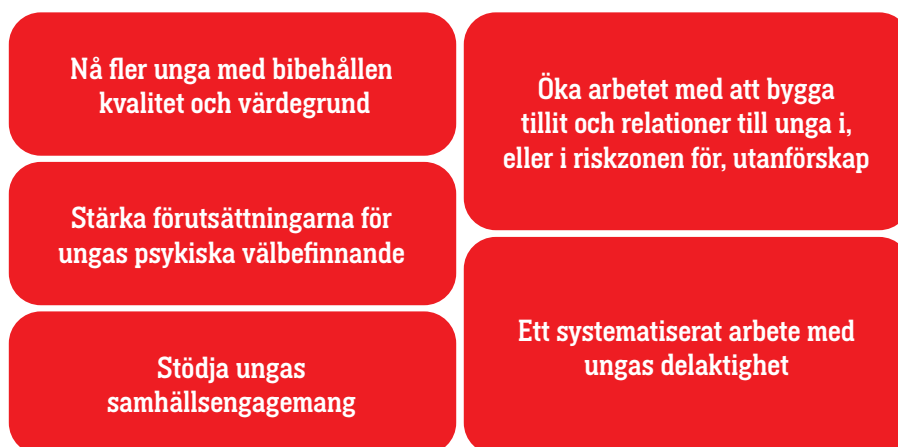 Nå fler unga med bibehållen
kvalitet och värdegrund
Stärka förutsättningarna för
ungas psykiska välbefinnande
Stödja ungas
samhällsengagemang
Öka arbetet med att bygga
tillit och relationer till unga i,
eller i riskzonen för, utanförskap
Ett systematiserat arbete med
ungas delaktighet